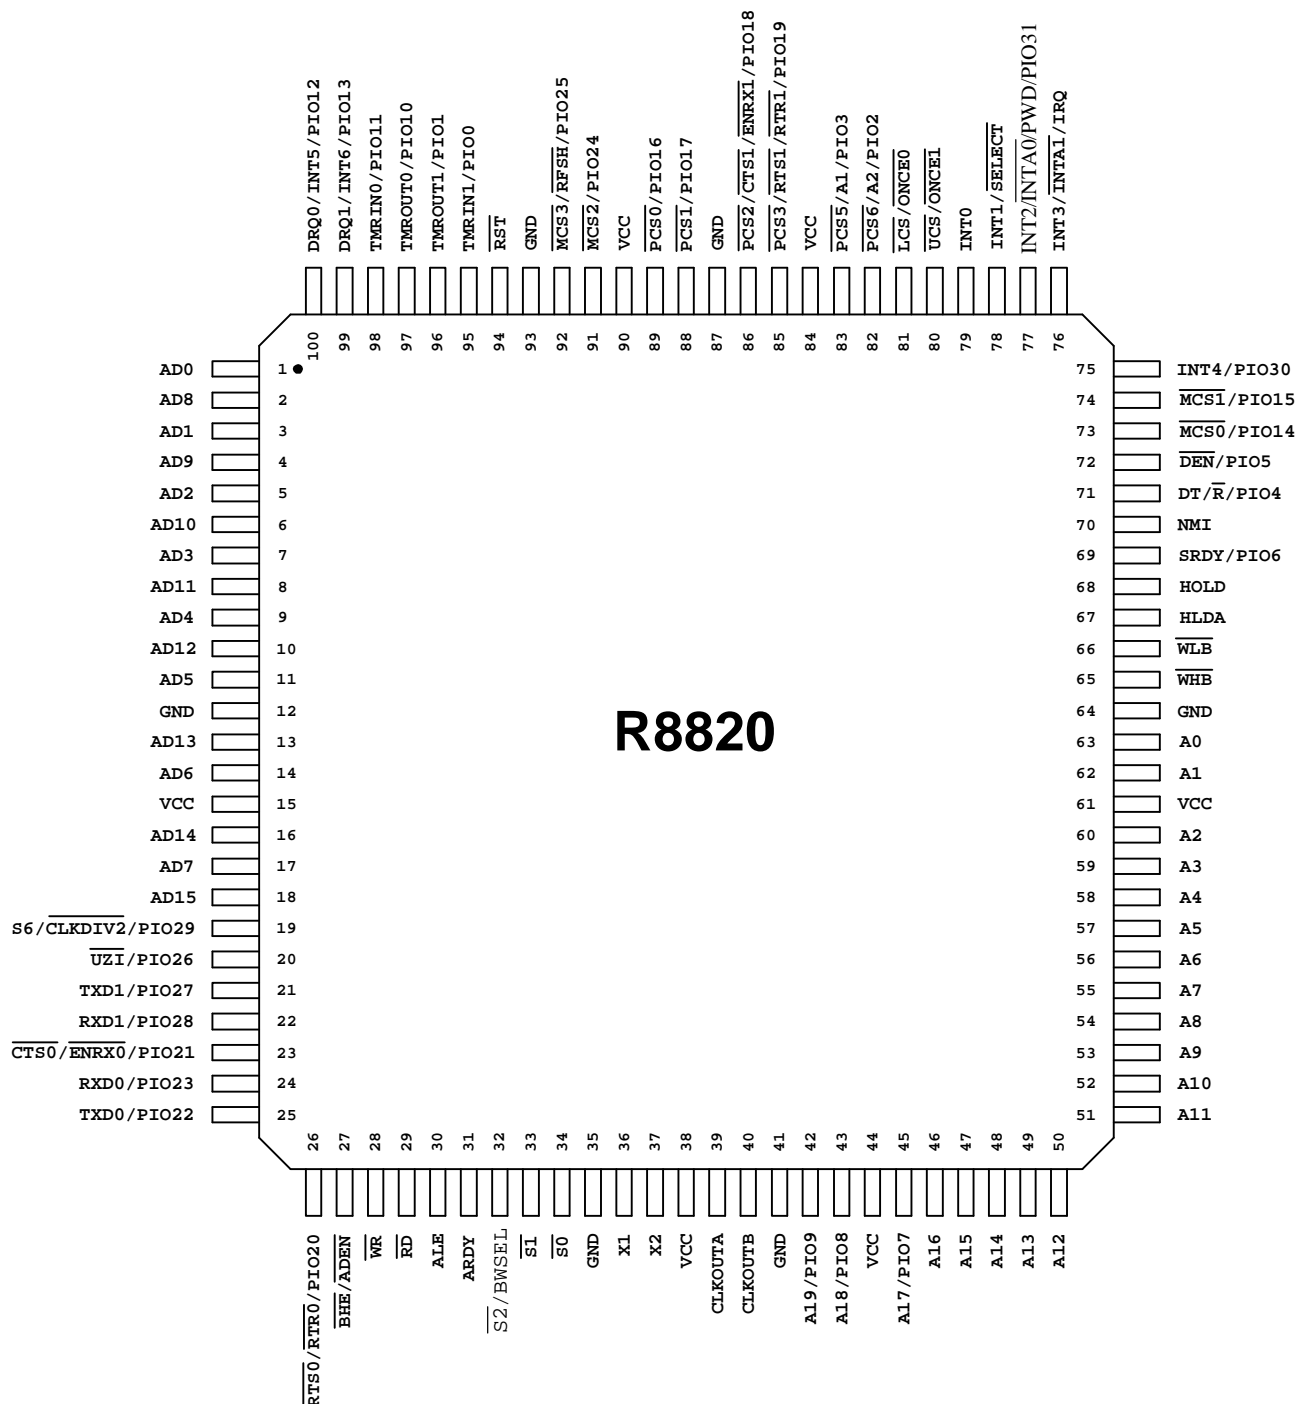 DRQ0/INT5/PIO12
DRQ1/INT6/PIO13
TMRIN0/PIO11
TMROUT0/PIO10
TMROUT1/PIO1
TMRIN1/PIO0
RST
GND
MCS3/RFSH/PIO25
MCS2/PIO24
VCC
PCS0/PIO16
PCS1/PIO17
GND
PCS2/CTS1/ENRX1/PIO18
PCS3/RTS1/RTR1/PIO19
VCC
PCS5/A1/PIO3
PCS6/A2/PIO2
LCS/ONCE0
UCS/ONCE1
INT0
INT1/SELECT
INT2/INTA0/PWD/PIO31
INT3/INTA1/IRQ
100
99
98
97
96
95
94
93
92
91
90
89
88
87
86
85
84
83
82
81
80
79
78
77
76
AD0 1
AD8 2
AD1 3
AD9 4
AD2 5
AD10 6
AD3 7
AD11 8
AD4 9
AD12 10
AD5 11
GND 12
AD13 13
AD6 14
VCC 15
AD14 16
AD7 17
AD15 18
S6/CLKDIV2/PIO29 19
UZI/PIO26 20
TXD1/PIO27 21
RXD1/PIO28 22
CTS0/ENRX0/PIO21 23
RXD0/PIO23 24
TXD0/PIO22 25
R8820
75 INT4/PIO30
74 MCS1/PIO15
73 MCS0/PIO14
72 DEN/PIO5
71 DT/R/PIO4
70 NMI
69 SRDY/PIO6
68 HOLD
67 HLDA
66 WLB
65 WHB
64 GND
63 A0
62 A1
61 VCC
60 A2
59 A3
58 A4
57 A5
56 A6
55 A7
54 A8
53 A9
52 A10
51 A11
26
27
28
29
30
31
32
33
34
35
36
37
38
39
40
41
42
43
44
45
46
47
48
49
50
RTS0/RTR0/PIO20
BHE/ADEN
WR
RD
ALE
ARDY
S2/BWSEL
S1
S0
GND
X1
X2
VCC
CLKOUTA
CLKOUTB
GND
A19/PIO9
A18/PIO8
VCC
A17/PIO7
A16
A15
A14
A13
A12